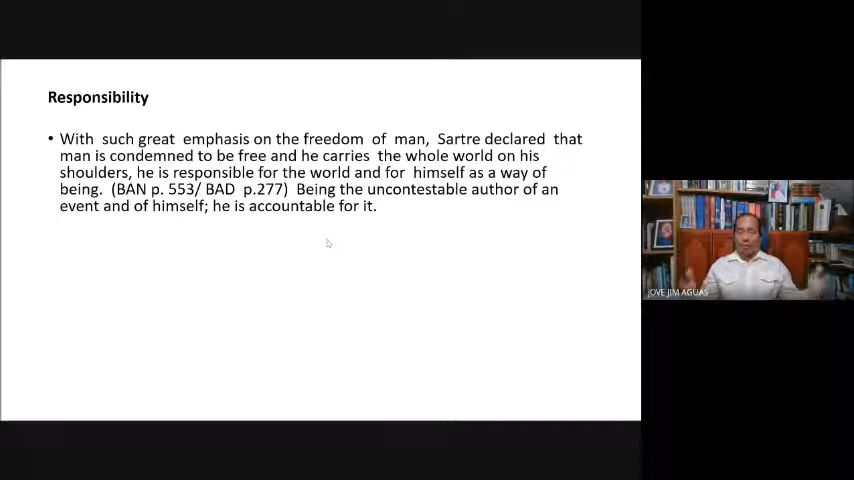 Responsibility
• With such great emphasis on the freedom of man, Sartre declared that
man is condemned to be free and he carries the whole world on his
shoulders, he is responsible for the world and for himself as a way of
being. (BAN p. 553/ BAD p.277) Being the uncontestable author of an
event and of himself; he is accountable for it.
JOVE JIM AGUAS